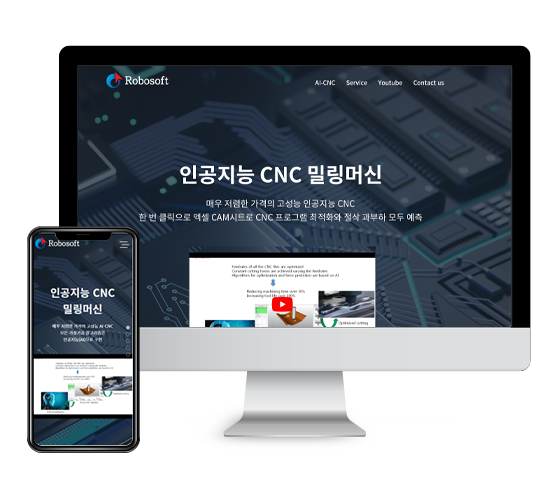 Robosoft
AI-CNC Service Youtube Contact us
인공지능 CNC 밀링머신
매우 저렴한 가격의 고성능 인공지능 CNC
한 번 클릭으로 엑셀 CAM시트로 CNC 프로그램 최적화와 절삭 과부하 모두 예측
Feedrates of all the CNC files are optimized
Constant cutting forces are achieved varying the feedrates
Algorithms for optimization and force prediction are based on AI
Reducing machining time over 30%
Increasing tool life over 100%
Optimized cutting
Robosoft
인공지능 CNC
밀링머신
매우 저렴한 가격의 고성능 AI-CNC